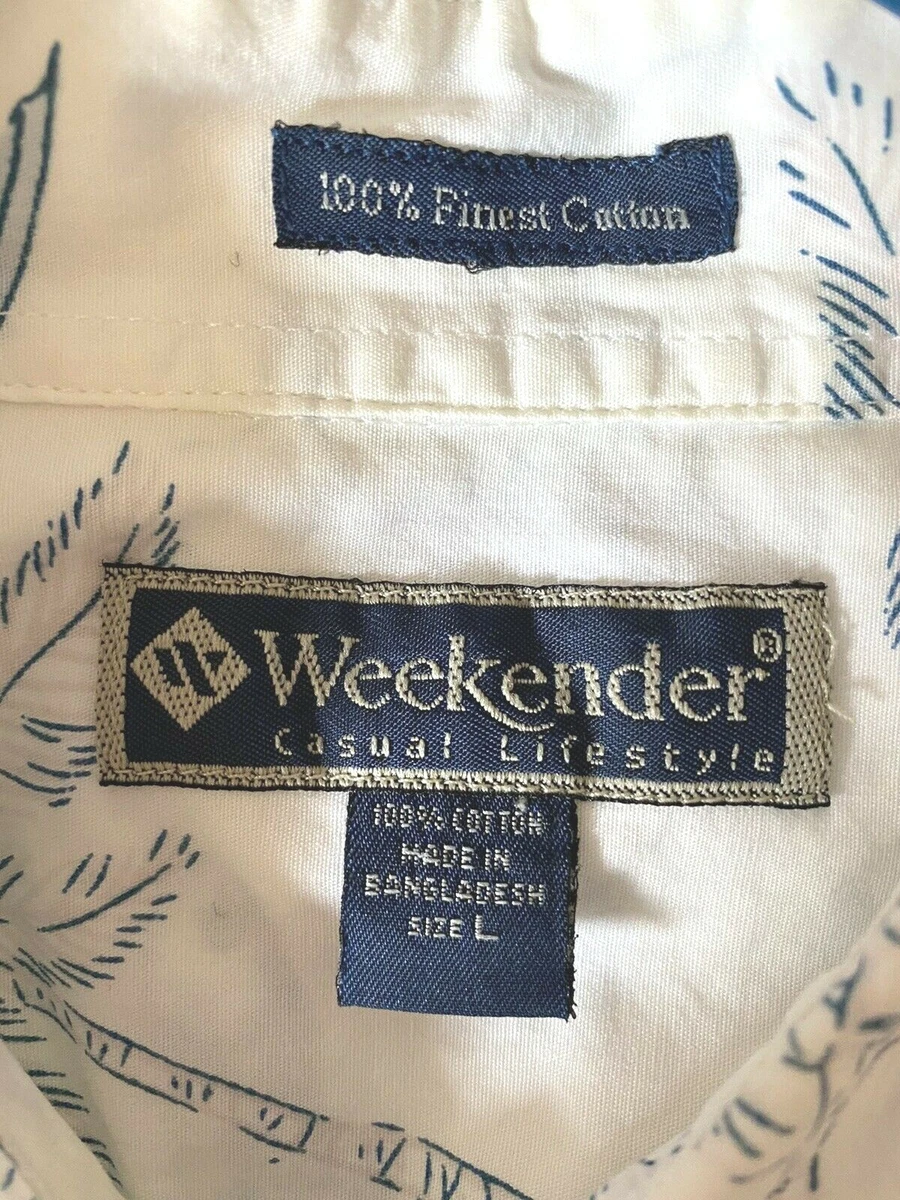 100% Finest Cotton
Weekender®
Casual Lifestyle
100% COTTON
MADE IN
BANGLADESH
SIZE L